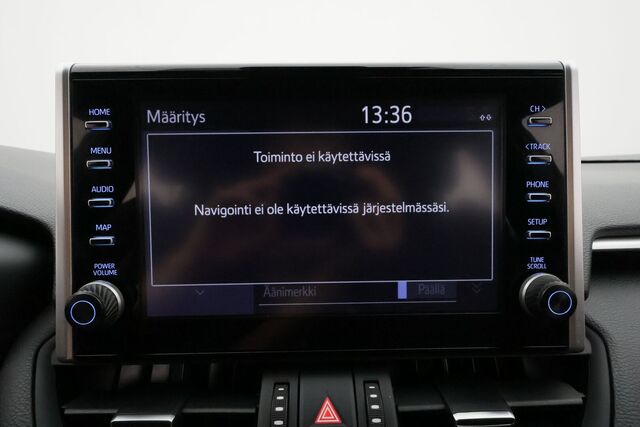 HOME
MENU
AUDIO
MAP
POWER
VOLUME
Määritys
13:36
Toiminto ei käytettävissä
Navigointi ei ole käytettävissä järjestelmässäsi.
Äänimerkki Päällä
CH >
< TRACK
PHONE
SETUP
TUNE
SCROLL